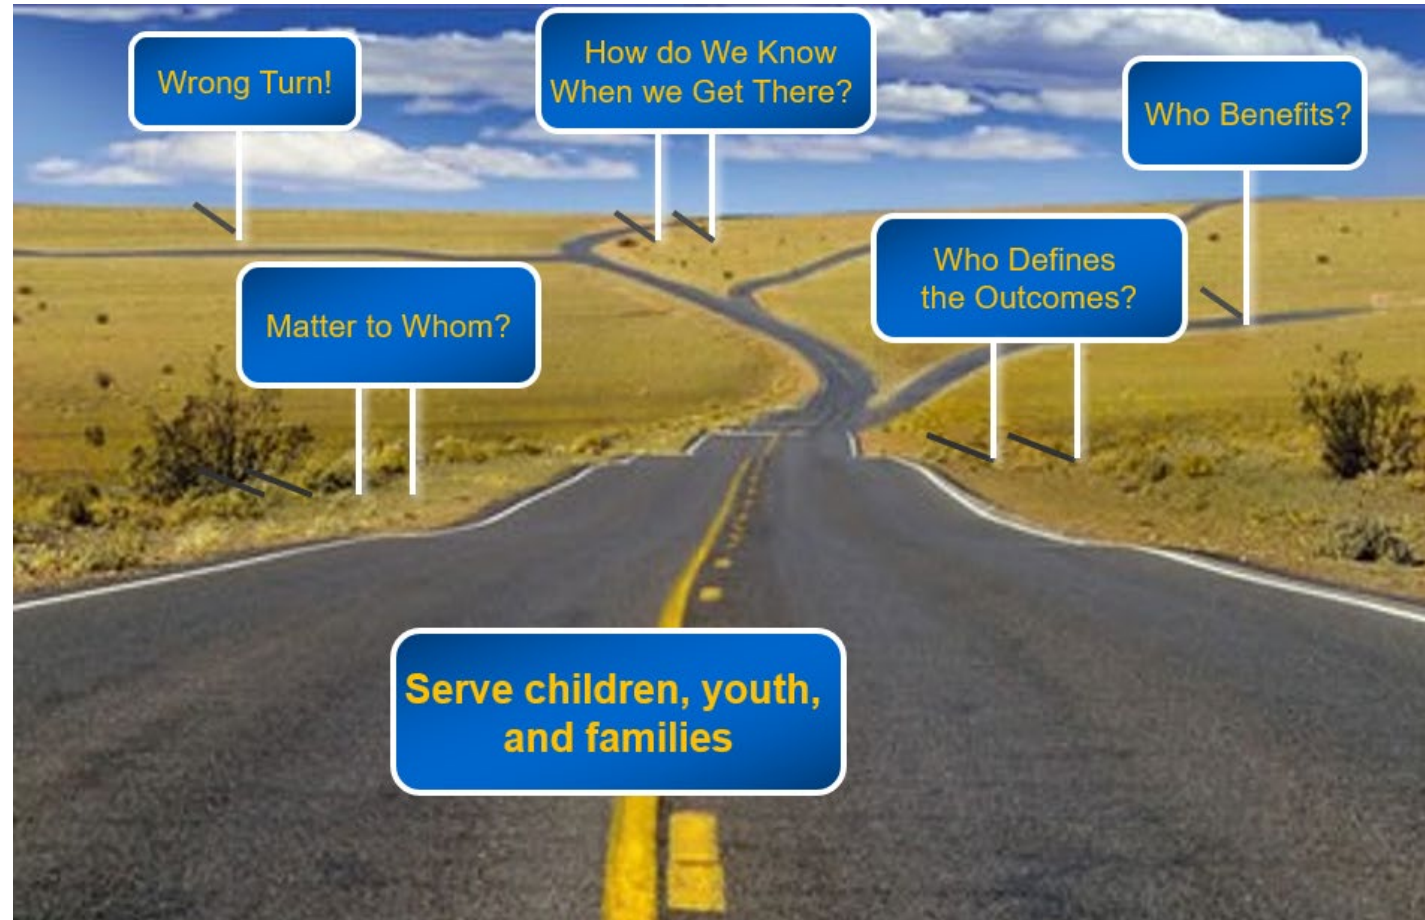 Wrong Turn!
How do We Know
When we Get There?
Who Benefits?
Who Defines
the Outcomes?
Matter to Whom?
Serve children, youth,
and families